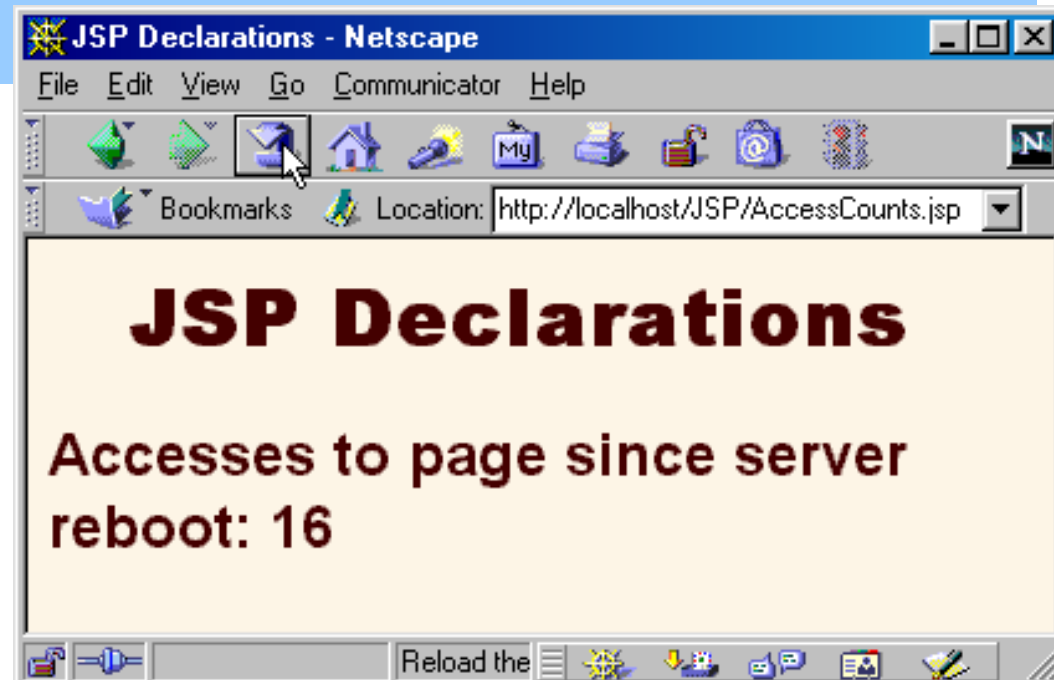 JSP Declarations - Netscape
File Edit View Go Communicator Help
My N
Bookmarks Location: http://localhost/JSP/AccessCounts.jsp
JSP Declarations
Accesses to page since server
reboot: 16
Reload the